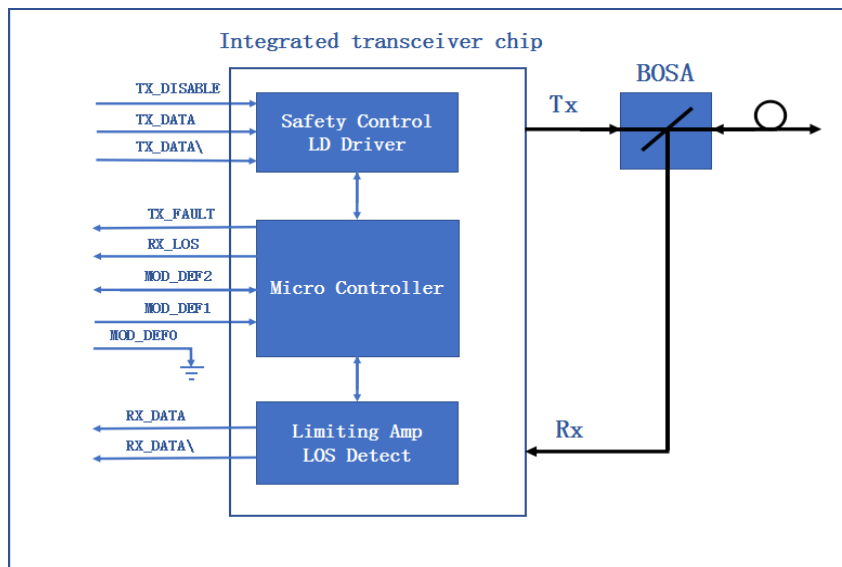 Integrated transceiver chip
BOSA
TX_DISABLE
TX_DATA
TX_DATA\
Safety Control
LD Driver
Tx
TX_FAULT
RX_LOS
MOD_DEF2
MOD_DEF1
MOD_DEF0
Micro Controller
RX_DATA
RX_DATA\
Limiting Amp
LOS Detect
Rx